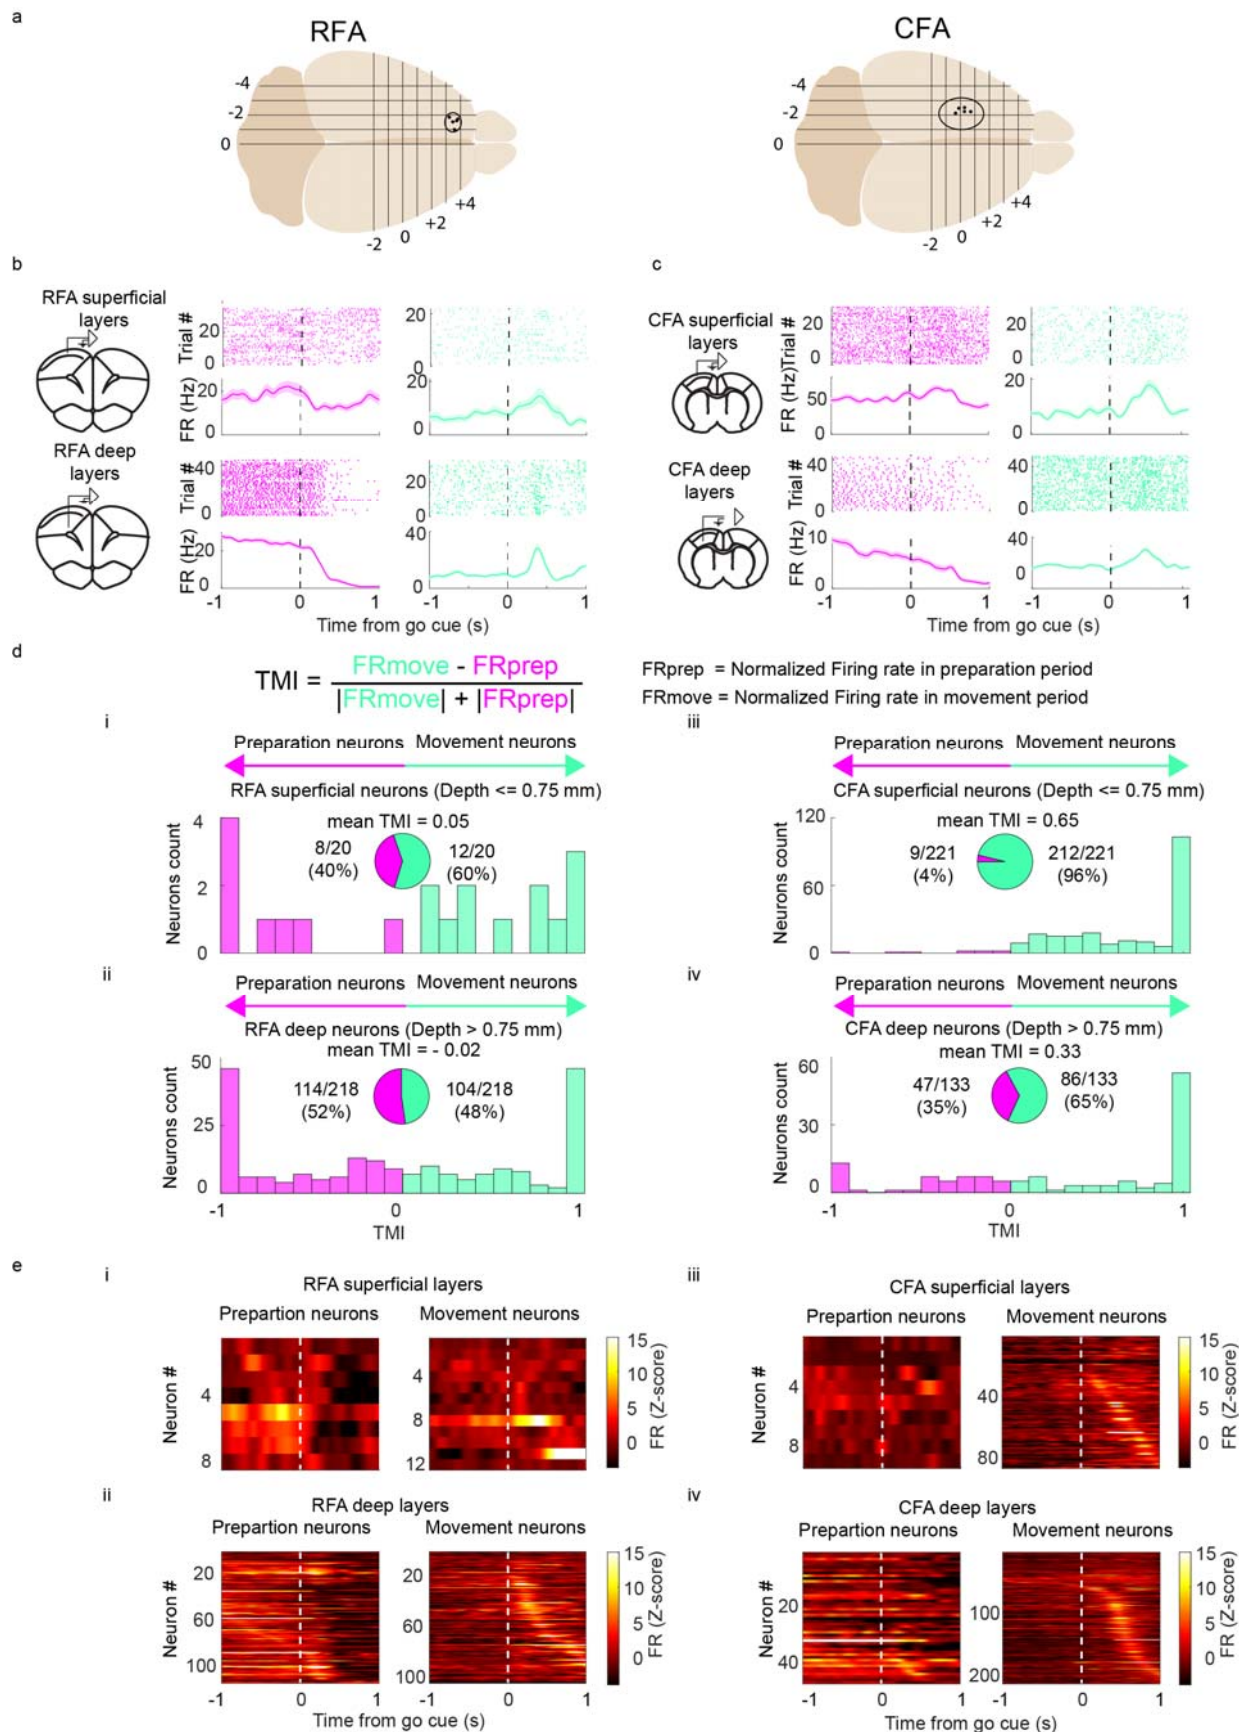 a
RFA
CFA
-4
-2
0
-2
0
+2
+4
-4
-2
0
-2
0
+2
+4
b
c
RFA superficial
layers
Trial #
20
0
20
0
FR (Hz)
20
0
20
0
RFA deep
layers
Trial #
40
0
40
0
FR (Hz)
20
0
40
0
-1
0
1
-1
0
1
Time from go cue (s)
CFA superficial
layers
Trial #
20
0
20
0
FR (Hz)
50
0
20
0
CFA deep
layers
Trial #
40
0
40
0
FR (Hz)
10
0
40
0
-1
0
1
-1
0
1
Time from go cue (s)
d
TMI = FRmove - FRprep
|FRmove| + |FRprep|
FRprep = Normalized Firing rate in preparation period
FRmove = Normalized Firing rate in movement period
i
Preparation neurons
Movement neurons
RFA superficial neurons (Depth <= 0.75 mm)
mean TMI = 0.05
8/20
(40%)
12/20
(60%)
Neurons count
4
2
0
iii
Preparation neurons
Movement neurons
CFA superficial neurons (Depth <= 0.75 mm)
mean TMI = 0.65
9/221
(4%)
212/221
(96%)
Neurons count
120
60
0
ii
Preparation neurons
Movement neurons
RFA deep neurons (Depth > 0.75 mm)
mean TMI = - 0.02
114/218
(52%)
104/218
(48%)
Neurons count
50
25
0
-1
0
1
TMI
iv
Preparation neurons
Movement neurons
CFA deep neurons (Depth > 0.75 mm)
mean TMI = 0.33
47/133
(35%)
86/133
(65%)
Neurons count
60
30
0
-1
0
1
TMI
e
i
RFA superficial layers
Prepartion neurons
Movement neurons
Neuron #
4
8
4
8
12
15
10
5
0
FR (Z-score)
iii
CFA superficial layers
Prepartion neurons
Movement neurons
Neuron #
4
8
40
80
15
10
5
0
FR (Z-score)
ii
RFA deep layers
Prepartion neurons
Movement neurons
Neuron #
20
60
100
20
60
100
15
10
5
0
FR (Z-score)
-1
0
1
-1
0
1
Time from go cue (s)
iv
CFA deep layers
Prepartion neurons
Movement neurons
Neuron #
20
40
100
200
15
10
5
0
FR (Z-score)
-1
0
1
-1
0
1
Time from go cue (s)